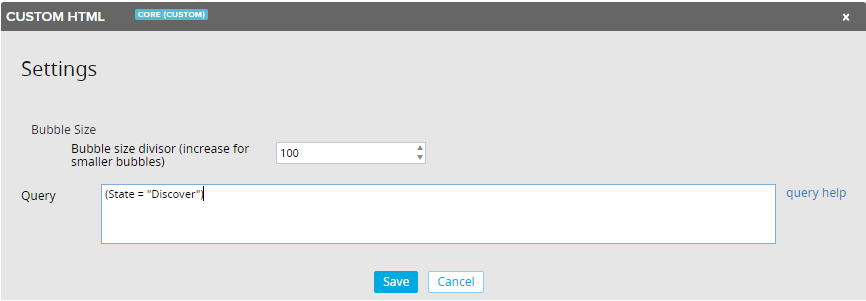 CUSTOM HTML CORE (CUSTOM) x
Settings
Bubble Size
Bubble size divisor (increase for
smaller bubbles)
100
Query
(State = "Discover")
query help
Save Cancel